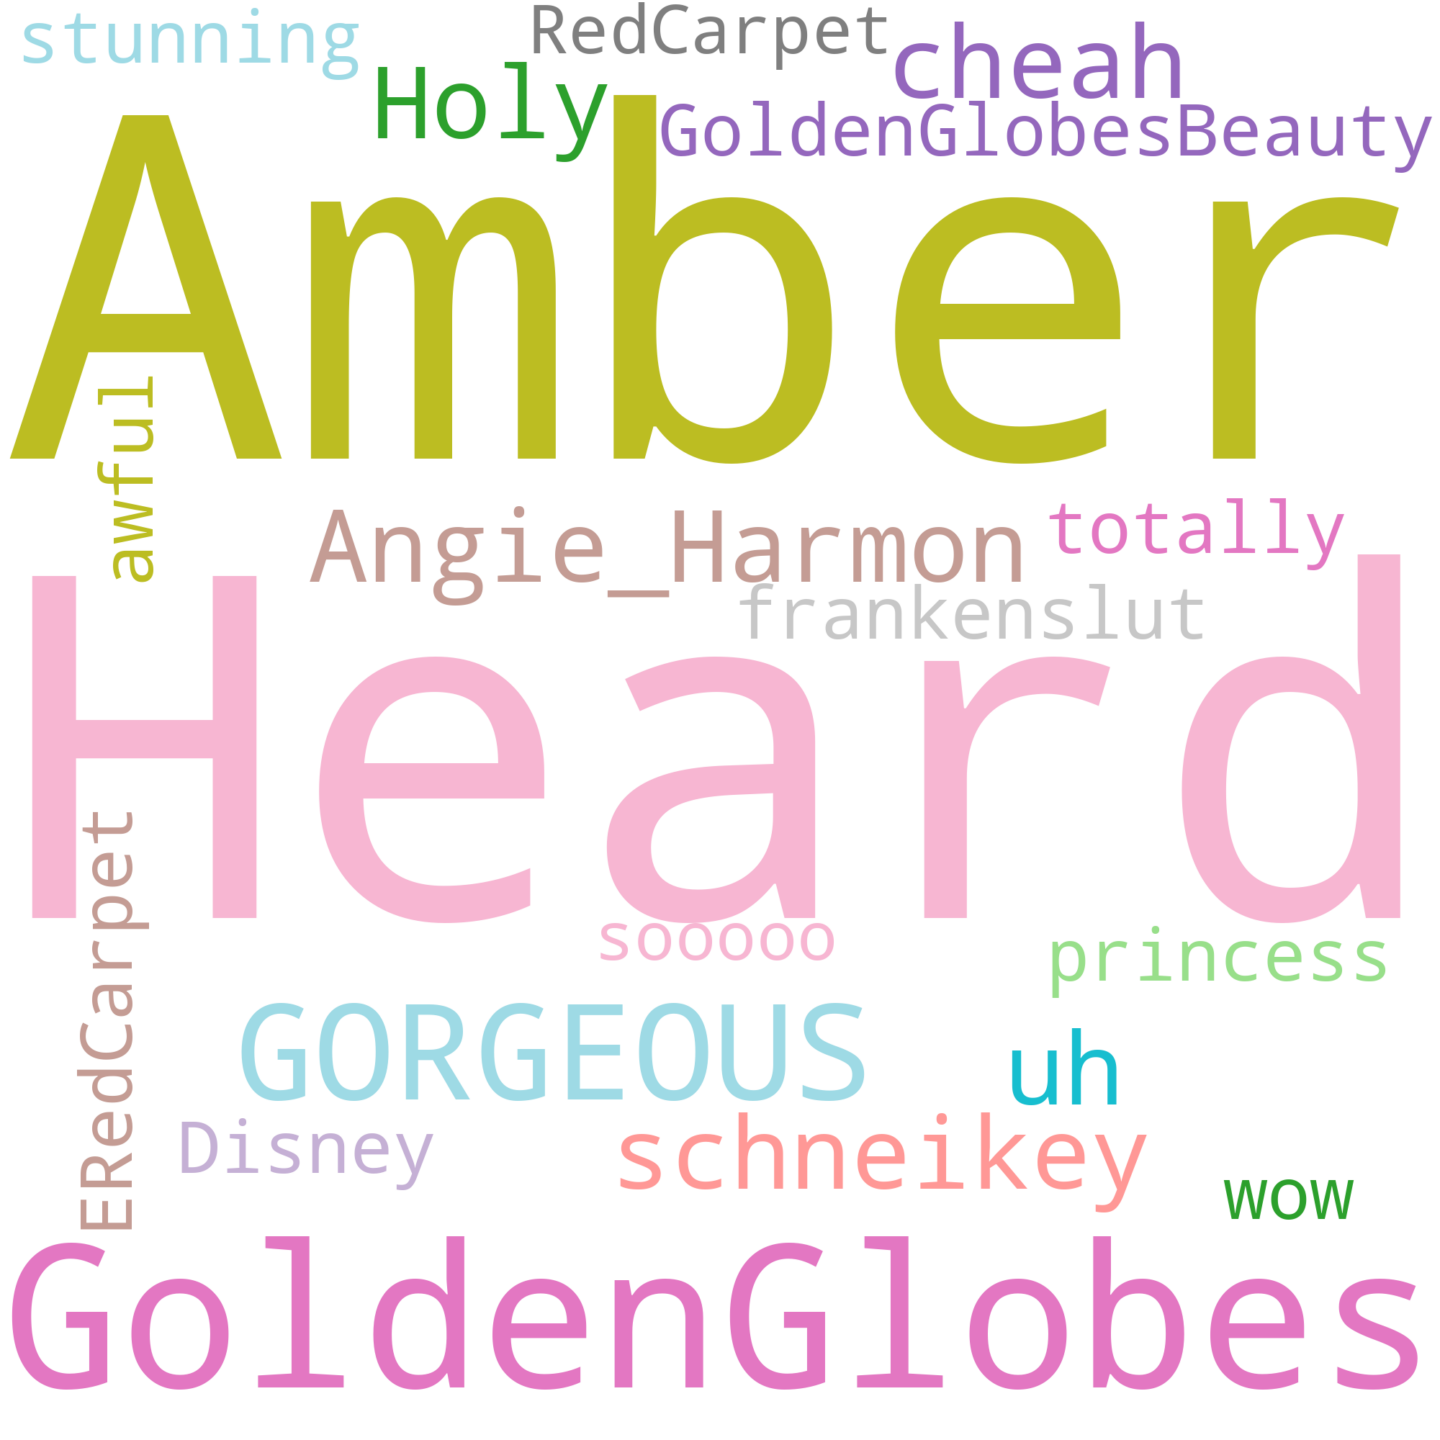 stunning
RedCarpet
cheah
Holy
GoldenGlobesBeauty
Amber
awful
Angie_Harmon
totally
frankenslut
Heard
ERedCarpet
sooooo
princess
GORGEOUS
uh
Disney
schneikey
wow
GoldenGlobes